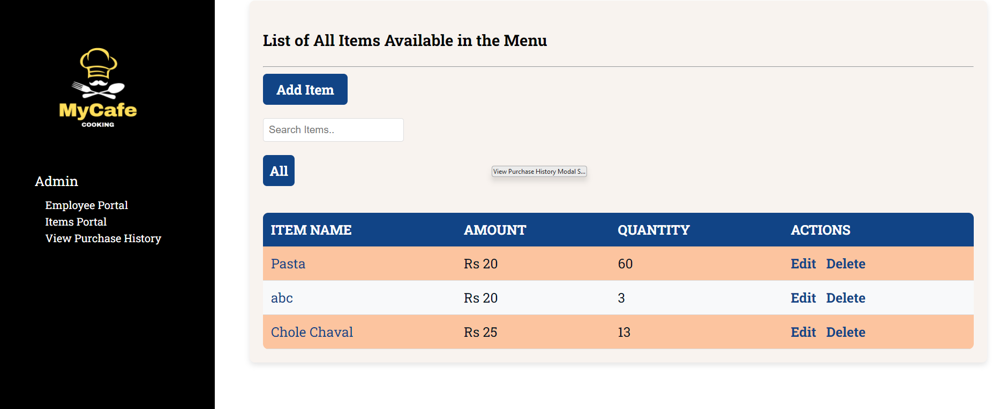 MyCafe
COOKING
Admin
Employee Portal
Items Portal
View Purchase History
List of All Items Available in the Menu
Add Item
Search Items..
All
View Purchase History Modal S...
ITEM NAME AMOUNT QUANTITY ACTIONS
Pasta Rs 20 60 Edit Delete
abc Rs 20 3 Edit Delete
Chole Chaval Rs 25 13 Edit Delete